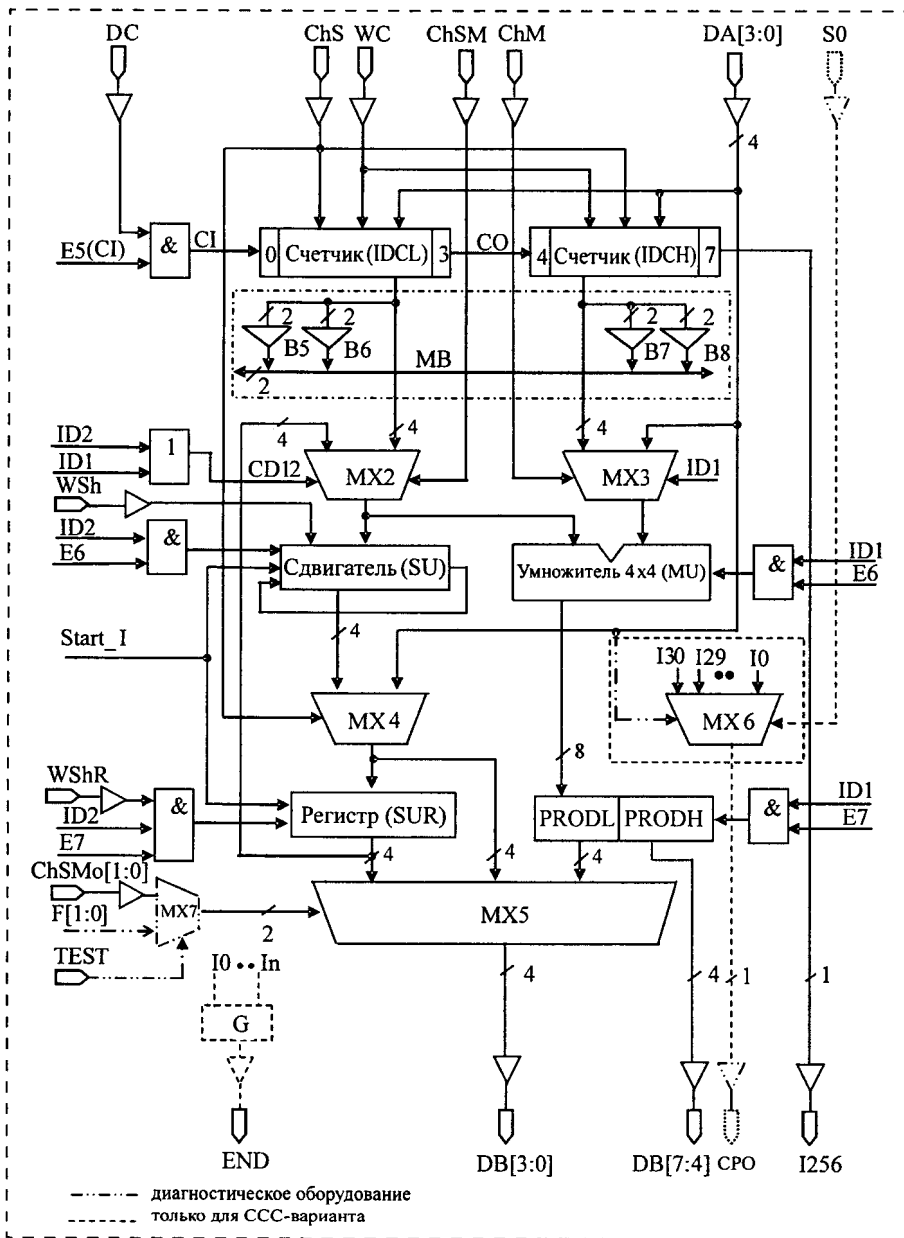 DC ChS WC ChSM ChM DA[3:0] S0
4
E5(CI) & CI 0 Счетчик (IDCL) 3 CO 4 Счетчик (IDCH) 7
2 2 2 2
B5 B6 B7 B8
MB
2
4 4 4
ID2
ID1 1 CD12 MX2 MX3 ID1
WSh
ID2
E6 & Сдвигатель (SU) Умножитель 4x4 (MU) & ID1
E6
4
Start_I
I30 I29 •• I0
MX4 MX6
8
WShR
ID2
E7 & Регистр (SUR) PRODL PRODH & ID1
E7
4 4 4
ChSMo[1:0]
F[1:0] MX7 2 MX5
TEST
I0 •• In
4 4 1 1
G
END DB[3:0] DB[7:4] CPO I256
диагностическое оборудование
только для ССС-варианта